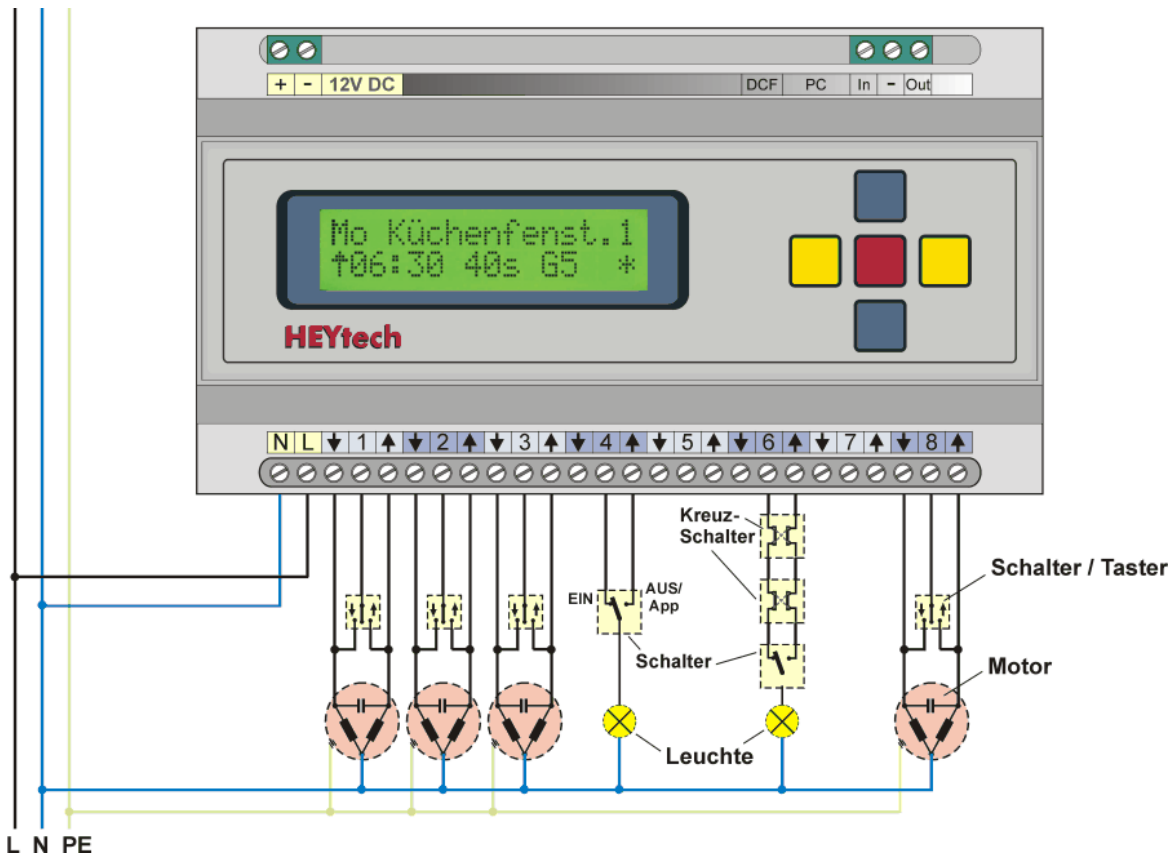 + - 12V DC DCF PC In - Out
Mo Küchenfenst.1
↑06:30 40s G5 *
HEYtech
N L ↓ 1 ↑ ↓ 2 ↑ ↓ 3 ↑ ↓ 4 ↑ ↓ 5 ↑ ↓ 6 ↑ ↓ 7 ↑ ↓ 8 ↑
Kreuz-
Schalter
Schalter / Taster
EIN
AUS/
App
Schalter
Motor
Leuchte
L N PE